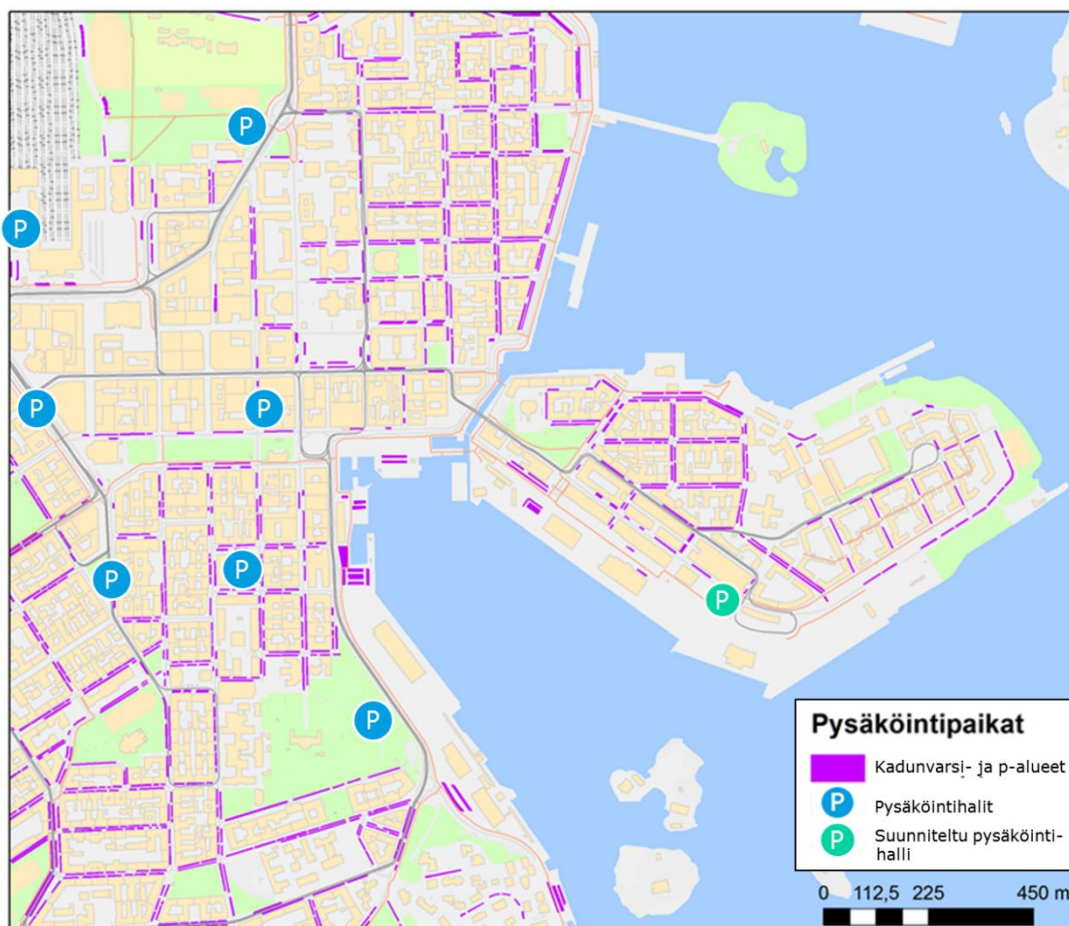 P
P
P
P
P
P
P
P
Pysäköintipaikat
Kadunvarsi- ja p-alueet
P Pysäköintihalit
P Suunniteltu pysäköinti-
halli
0 112,5 225 450 m